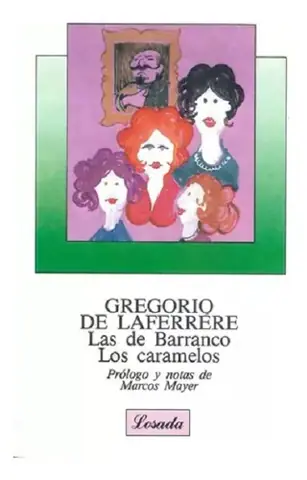 GREGORIO
DE LAFERRÈRE
Las de Barranco
Los caramelos
Prólogo y notas de
Marcos Mayer
Losada